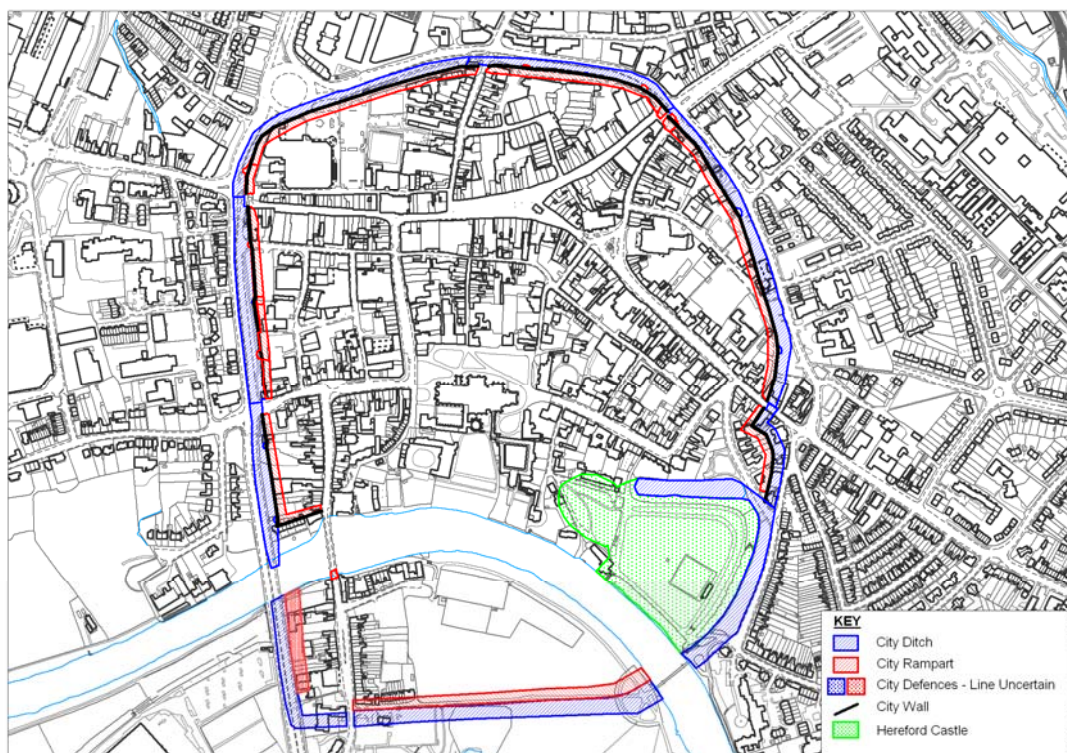 KEY
City Ditch
City Rampart
City Defences - Line Uncertain
City Wall
Hereford Castle